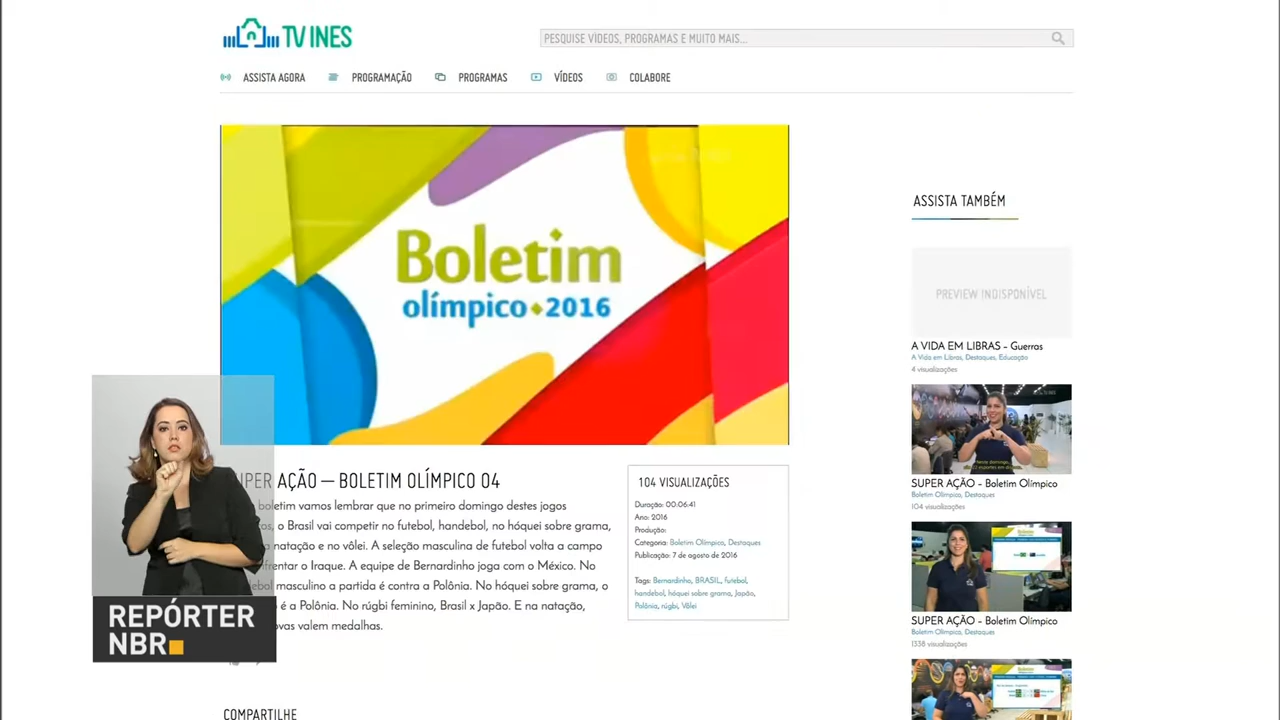 TV INES
PESQUISE VÍDEOS, PROGRAMAS E MUITO MAIS...
ASSISTA AGORA
PROGRAMAÇÃO
PROGRAMAS
VÍDEOS
COLABORE
Boletim
olímpico 2016
SUPER AÇÃO – BOLETIM OLÍMPICO 04
boletim vamos lembrar que no primeiro domingo destes jogos
o Brasil vai competir no futebol, handebol, no hóquei sobre grama,
natação e no vôlei. A seleção masculina de futebol volta a campo
o Iraque. A equipe de Bernardinho joga com o México. No
masculino a partida é contra a Polônia. No hóquei sobre grama, o
é a Polônia. No rúgbi feminino, Brasil x Japão. E na natação,
valem medalhas.
COMPARTILHE
104 VISUALIZAÇÕES
Duração: 00:06:41
Ano: 2016
Produção:
Categoria: Boletim Olímpico, Destaques
Publicação: 7 de agosto de 2016
Tags: Bernardinho, BRASIL, futebol,
handebol, hóquei sobre grama, Japão,
Polônia, rúgbi, Vôlei
ASSISTA TAMBÉM
PREVIEW INDISPONÍVEL
A VIDA EM LIBRAS – Guerras
A Vida em Libras, Destaques, Educação
4 visualizações
SUPER AÇÃO – Boletim Olímpico
Boletim Olímpico, Destaques
104 visualizações
SUPER AÇÃO – Boletim Olímpico
Boletim Olímpico, Destaques
1338 visualizações
Boletim
REPÓRTER
NBR